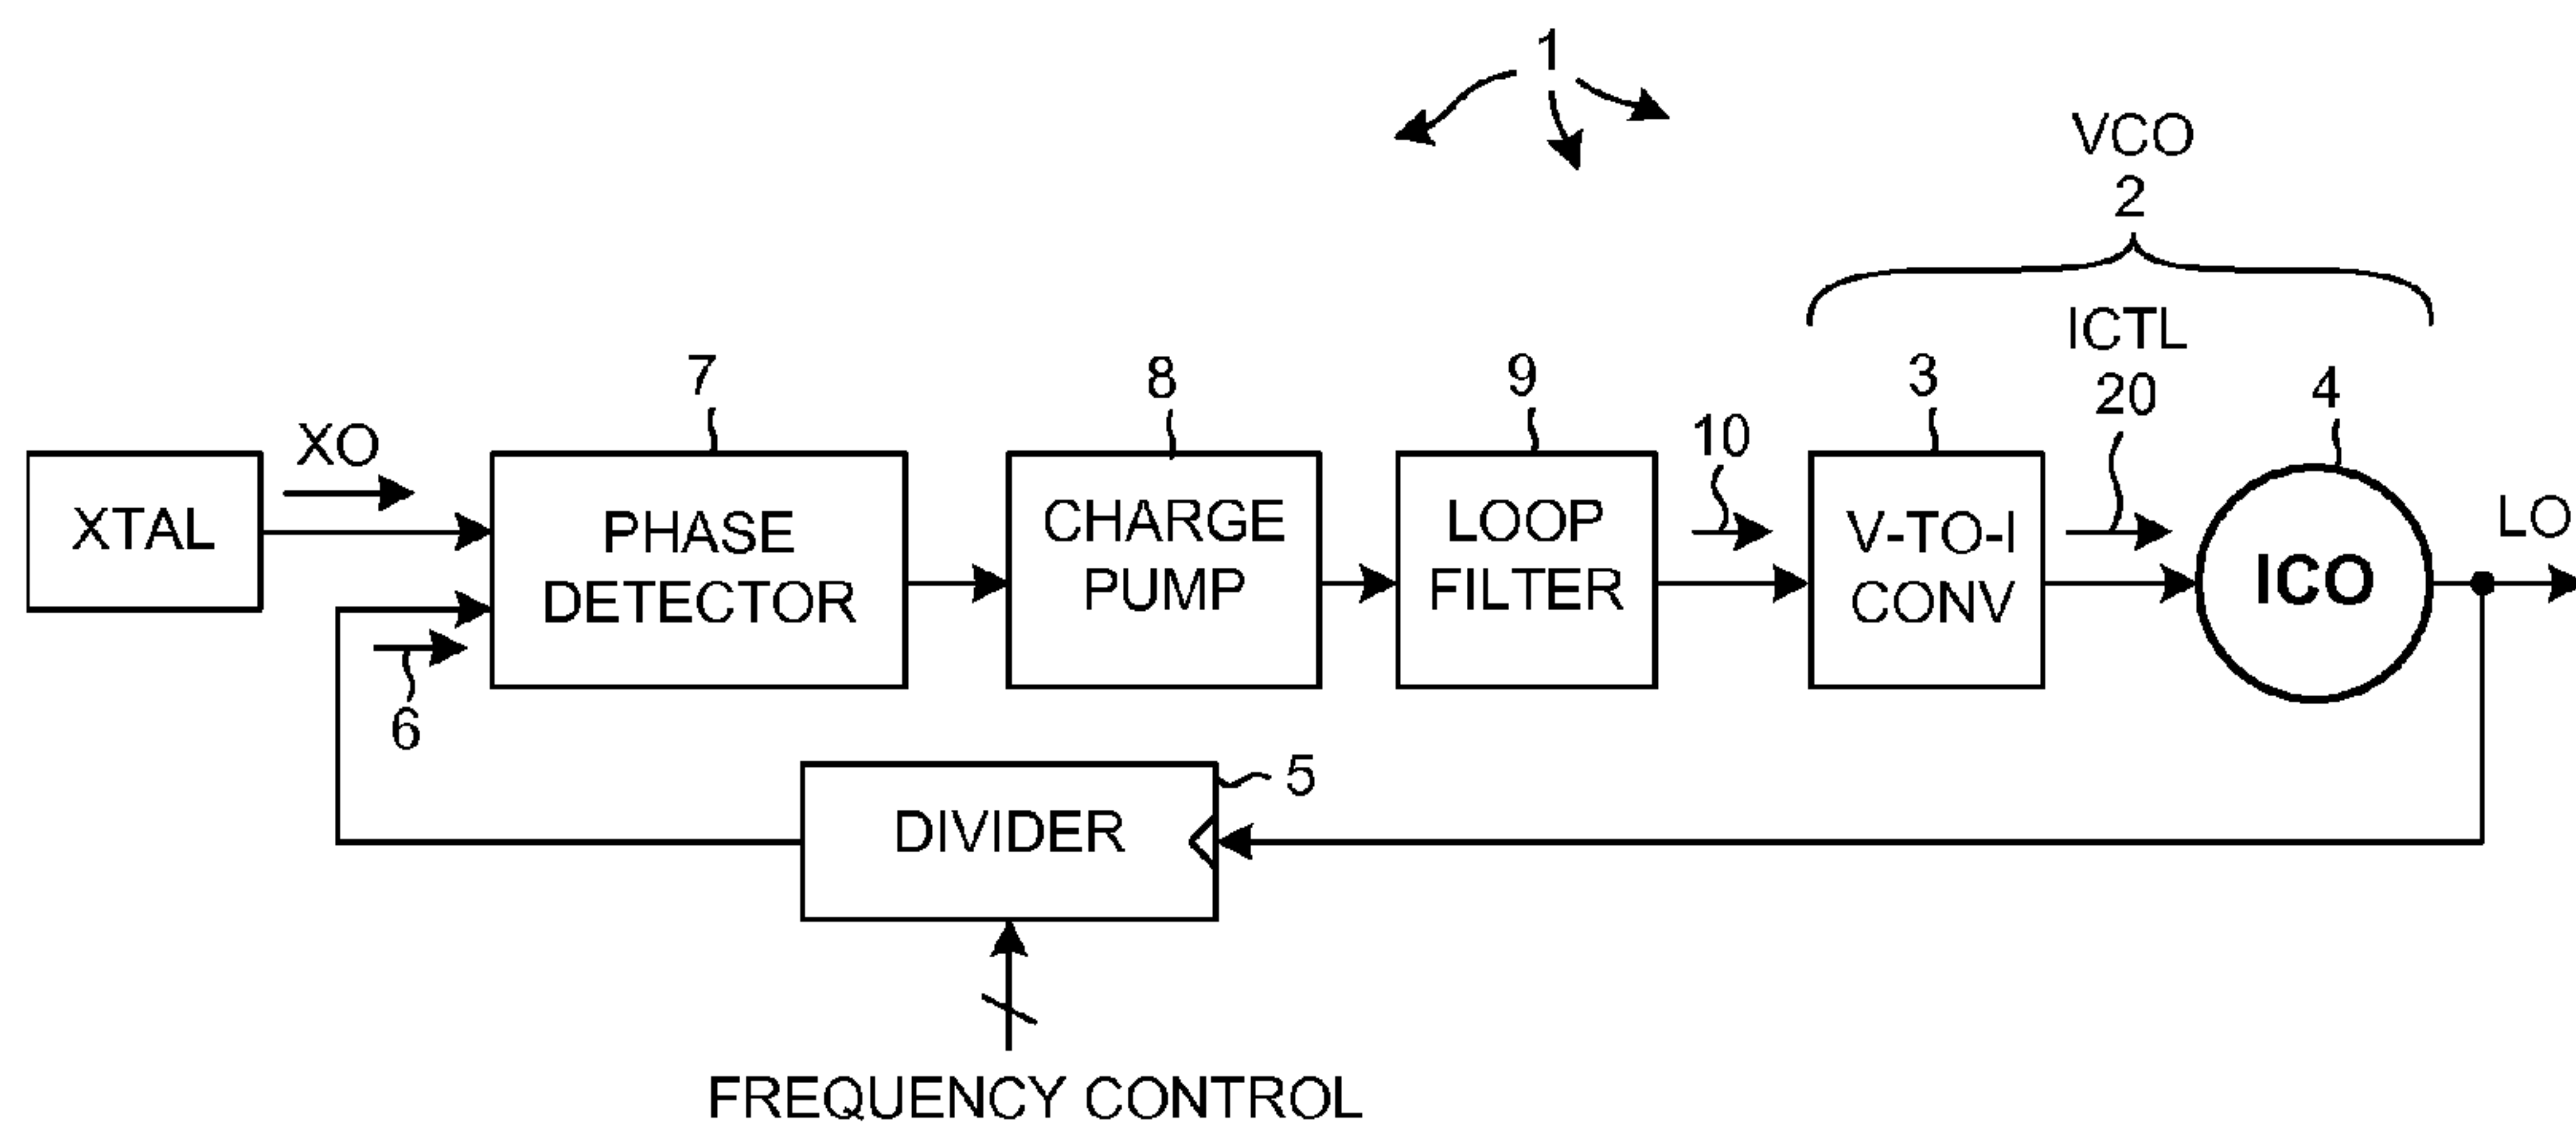 1
VCO
2
ICTL
20
7
8
9
10
3
4
XO
XTAL
PHASE
DETECTOR
CHARGE
PUMP
LOOP
FILTER
V-TO-I
CONV
ICO
LO
6
5
DIVIDER
FREQUENCY CONTROL